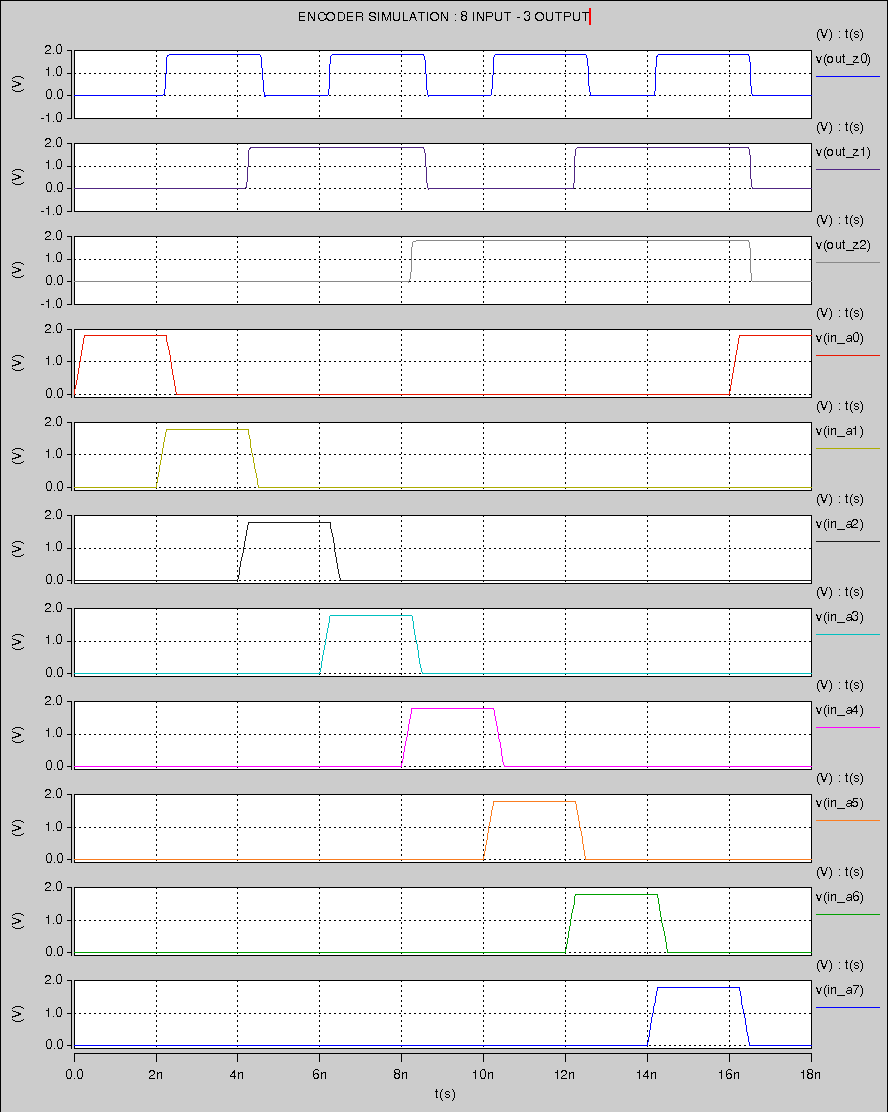 ENCODER SIMULATION : 8 INPUT - 3 OUTPUT
(V) : t(s)
2.0
v(out_z0)
1.0
(V)
0.0
-1.0
(V) : t(s)
2.0
v(out_z1)
1.0
(V)
0.0
-1.0
(V) : t(s)
2.0
v(out_z2)
1.0
(V)
0.0
-1.0
(V) : t(s)
2.0
v(in_a0)
1.0
(V)
0.0
(V) : t(s)
2.0
v(in_a1)
1.0
(V)
0.0
(V) : t(s)
2.0
v(in_a2)
1.0
(V)
0.0
(V) : t(s)
2.0
v(in_a3)
1.0
(V)
0.0
(V) : t(s)
2.0
v(in_a4)
1.0
(V)
0.0
(V) : t(s)
2.0
v(in_a5)
1.0
(V)
0.0
(V) : t(s)
2.0
v(in_a6)
1.0
(V)
0.0
(V) : t(s)
2.0
v(in_a7)
1.0
(V)
0.0
0.0 2n 4n 6n 8n 10n 12n 14n 16n 18n
t(s)